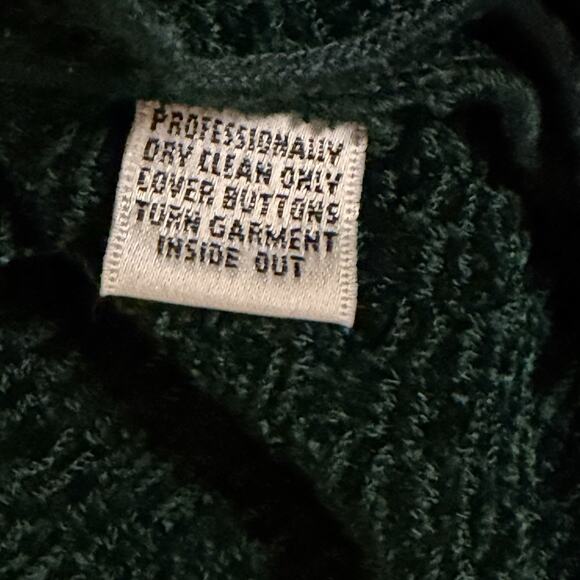 PROFESSIONALLY
DRY CLEAN ONLY
COVER BUTTONS
TURN GARMENT
INSIDE OUT